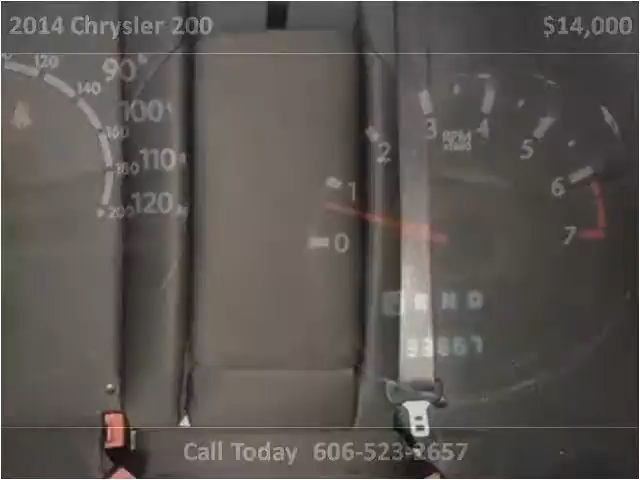 2014 Chrysler 200 $14,000
120 90
140 100
160 110
180 120
200
0 1 2 3 4 5 6 7
RPM
R N D
Call Today 606-523-2657